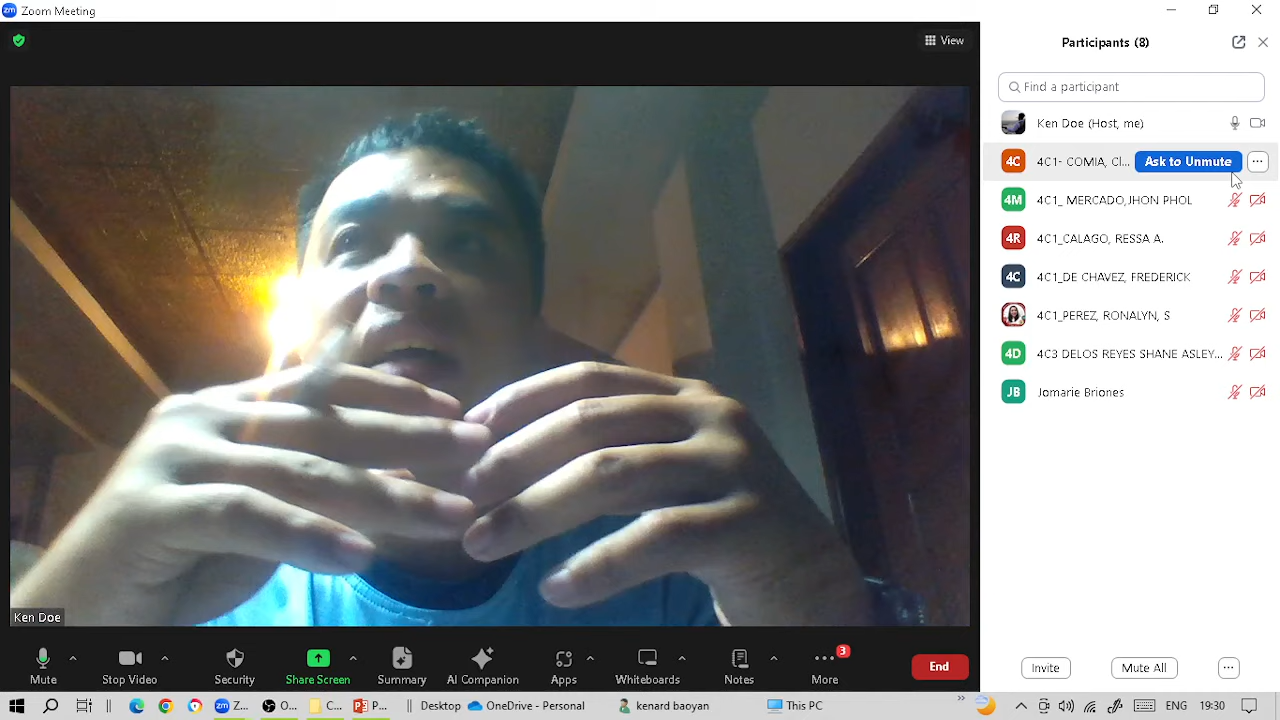 zm Zoom Meeting
View
Participants (8)
Find a participant
Ken Doe (Host, me)
4C 4C1- COMIA, Cl... Ask to Unmute
4M 4C1_ MERCADO,JHON PHOL
4R 4C1_CALAGO, RESSA A.
4C 4C1_DE CHAVEZ, FREDERICK
4C1_PEREZ, RONALYN, S
4D 4C3 DELOS REYES SHANE ASLEY...
JB Jomarie Briones
Ken Doe
Mute Stop Video Security Share Screen Summary AI Companion Apps Whiteboards Notes 3 More End
Invite Mute All
zm Z... O... C... P... Desktop OneDrive - Personal kenard baoyan This PC ENG 19:30